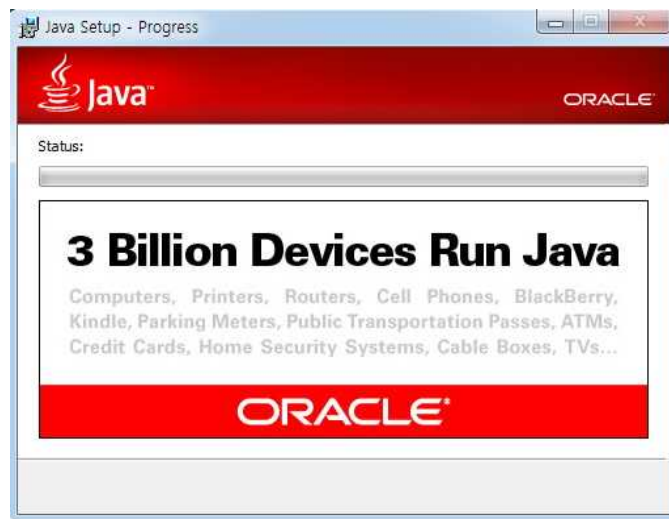 Java Setup - Progress
Java™
ORACLE®
Status:
3 Billion Devices Run Java
Computers, Printers, Routers, Cell Phones, BlackBerry,
Kindle, Parking Meters, Public Transportation Passes, ATMs,
Credit Cards, Home Security Systems, Cable Boxes, TVs...
ORACLE®